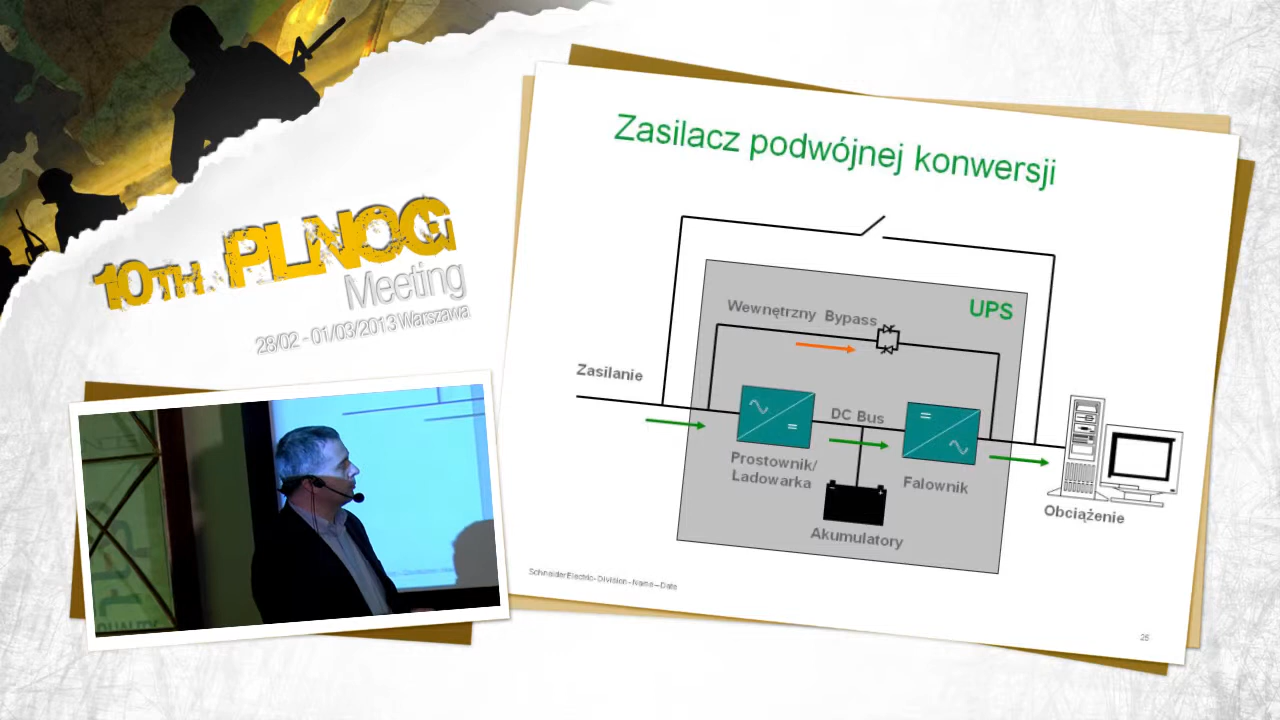 10TH PLNOG
Meeting
28/02 - 01/03/2013 Warszawa
Zasilacz podwójnej konwersji
UPS
Wewnętrzny Bypass
Zasilanie
DC Bus
Prostownik/
Ładowarka
Falownik
Akumulatory
Obciążenie
Schneider Electric - Division - Name – Date
26